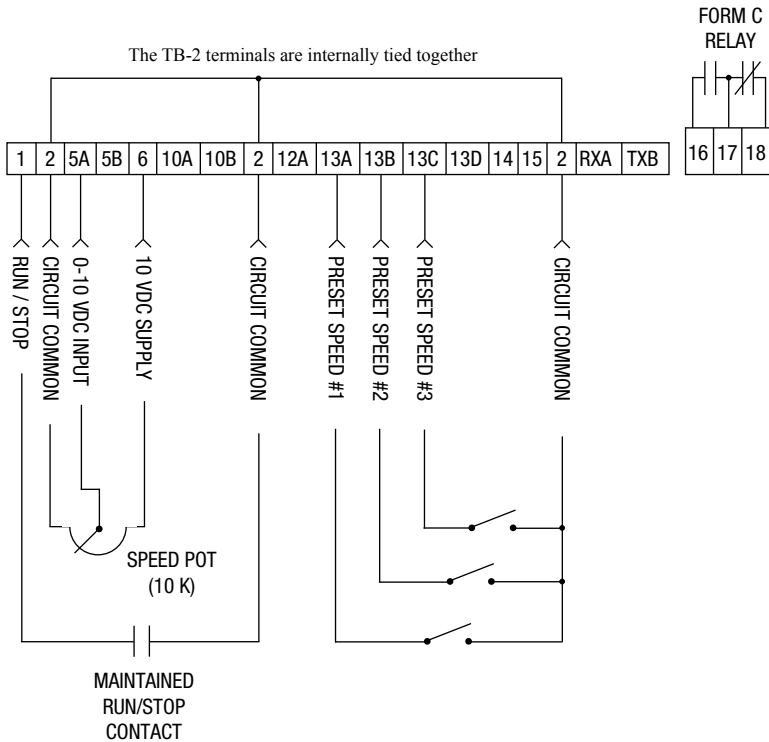 FORM C
RELAY
The TB-2 terminals are internally tied together
1 2 5A 5B 6 10A 10B 2 12A 13A 13B 13C 13D 14 15 2 RXA TXB
16 17 18
RUN / STOP
CIRCUIT COMMON
0-10 VDC INPUT
10 VDC SUPPLY
CIRCUIT COMMON
PRESET SPEED #1
PRESET SPEED #2
PRESET SPEED #3
CIRCUIT COMMON
SPEED POT
(10 K)
MAINTAINED
RUN/STOP
CONTACT